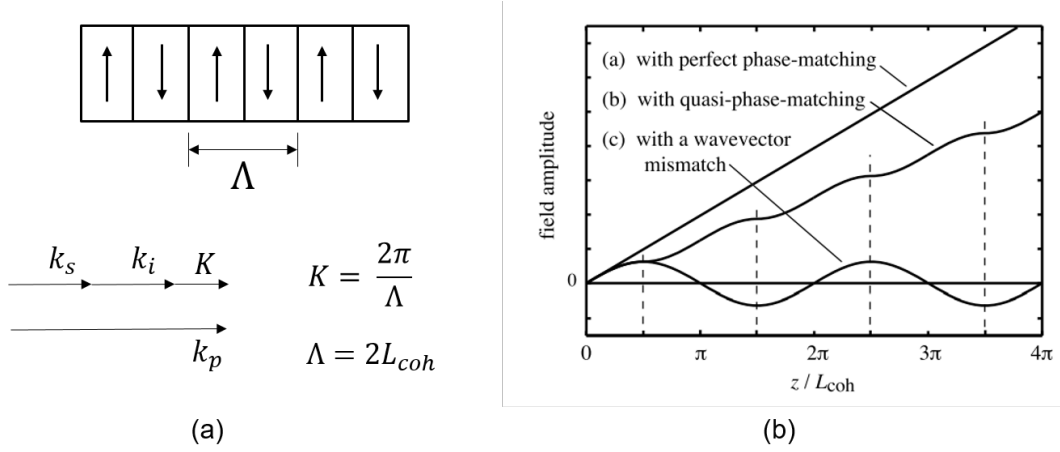 Λ
k_s k_i K
k_p
K = 2π/Λ
Λ = 2L_coh
(a)
(a) with perfect phase-matching
(b) with quasi-phase-matching
(c) with a wavevector
mismatch
field amplitude
0
0 π 2π 3π 4π
z / L_coh
(b)